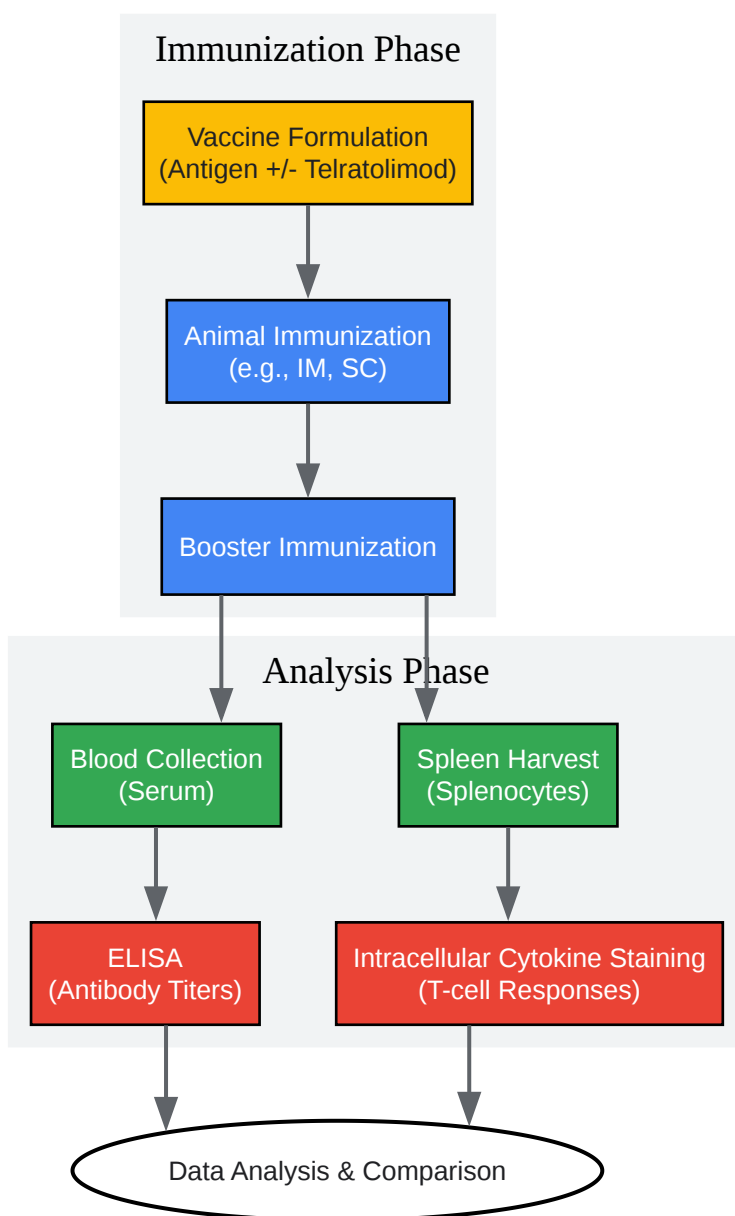 Immunization Phase
Vaccine Formulation
(Antigen +/- Telratolimod)
Animal Immunization
(e.g., IM, SC)
Booster Immunization
Analysis Phase
Blood Collection
(Serum)
Spleen Harvest
(Splenocytes)
ELISA
(Antibody Titers)
Intracellular Cytokine Staining
(T-cell Responses)
Data Analysis & Comparison